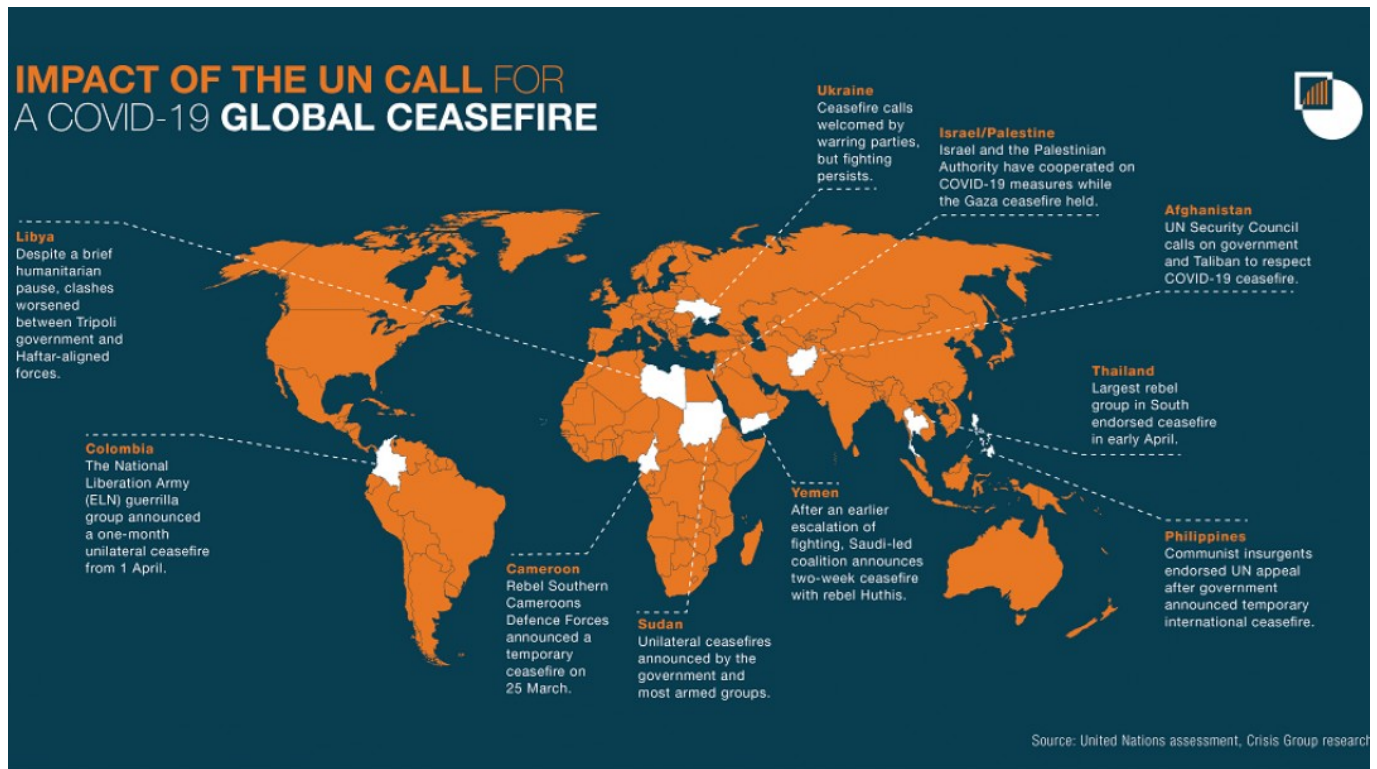 IMPACT OF THE UN CALL FOR
A COVID-19 GLOBAL CEASEFIRE
Ukraine
Ceasefire calls
welcomed by
warring parties,
but fighting
persists.
Israel/Palestine
Israel and the Palestinian
Authority have cooperated on
COVID-19 measures while
the Gaza ceasefire held.
Afghanistan
UN Security Council
calls on government
and Taliban to respect
COVID-19 ceasefire.
Libya
Despite a brief
humanitarian
pause, clashes
worsened
between Tripoli
government and
Haftar-aligned
forces.
Thailand
Largest rebel
group in South
endorsed ceasefire
in early April.
Colombia
The National
Liberation Army
(ELN) guerrilla
group announced
a one-month
unilateral ceasefire
from 1 April.
Cameroon
Rebel Southern
Cameroons
Defence Forces
announced a
temporary
ceasefire on
25 March.
Sudan
Unilateral ceasefires
announced by the
government and
most armed groups.
Yemen
After an earlier
escalation of
fighting, Saudi-led
coalition announces
two-week ceasefire
with rebel Huthis.
Philippines
Communist insurgents
endorsed UN appeal
after government
announced temporary
international ceasefire.
Source: United Nations assessment, Crisis Group research